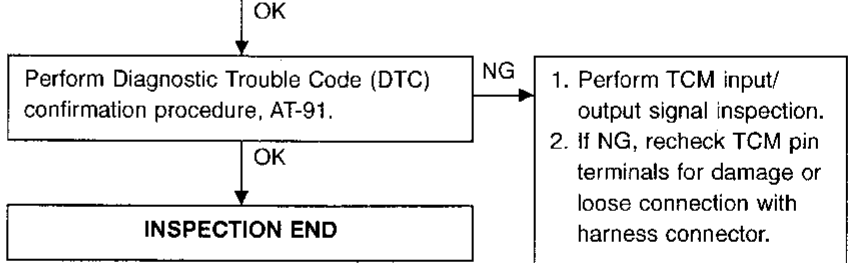 OK
Perform Diagnostic Trouble Code (DTC)
confirmation procedure, AT-91.
NG
1. Perform TCM input/
output signal inspection.
2. If NG, recheck TCM pin
terminals for damage or
loose connection with
harness connector.
OK
INSPECTION END